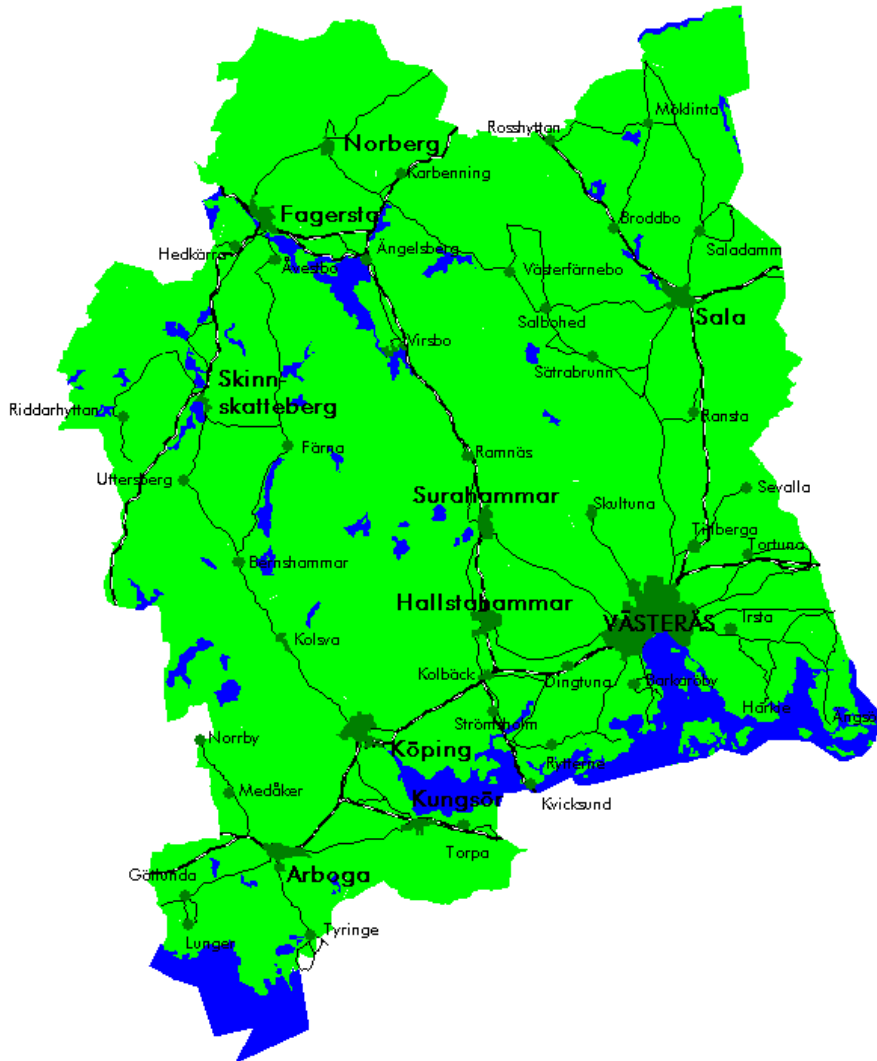 Möklinta
Rosshyttan
Norberg
Karbenning
Fagersta
Broddbo
Hedkärra
Ängelsberg
Saladamm
Västerfärnebo
Salbohed
Sala
Virsbo
Sätrabrunn
Skinn-
skatteberg
Riddarhyttan
Ransta
Färna
Ramnäs
Uttersberg
Sevalla
Surahammar
Skultuna
Tillberga
Tortuna
Bernshammar
Hallstahammar
VÄSTERÅS
Irsta
Kolsva
Kolbäck
Dingtuna
Barkaröby
Strömsholm
Norrby
Köping
Rytterne
Medåker
Kungsör
Kvicksund
Torpa
Arboga
Götlunda
Tyringe
Lunger